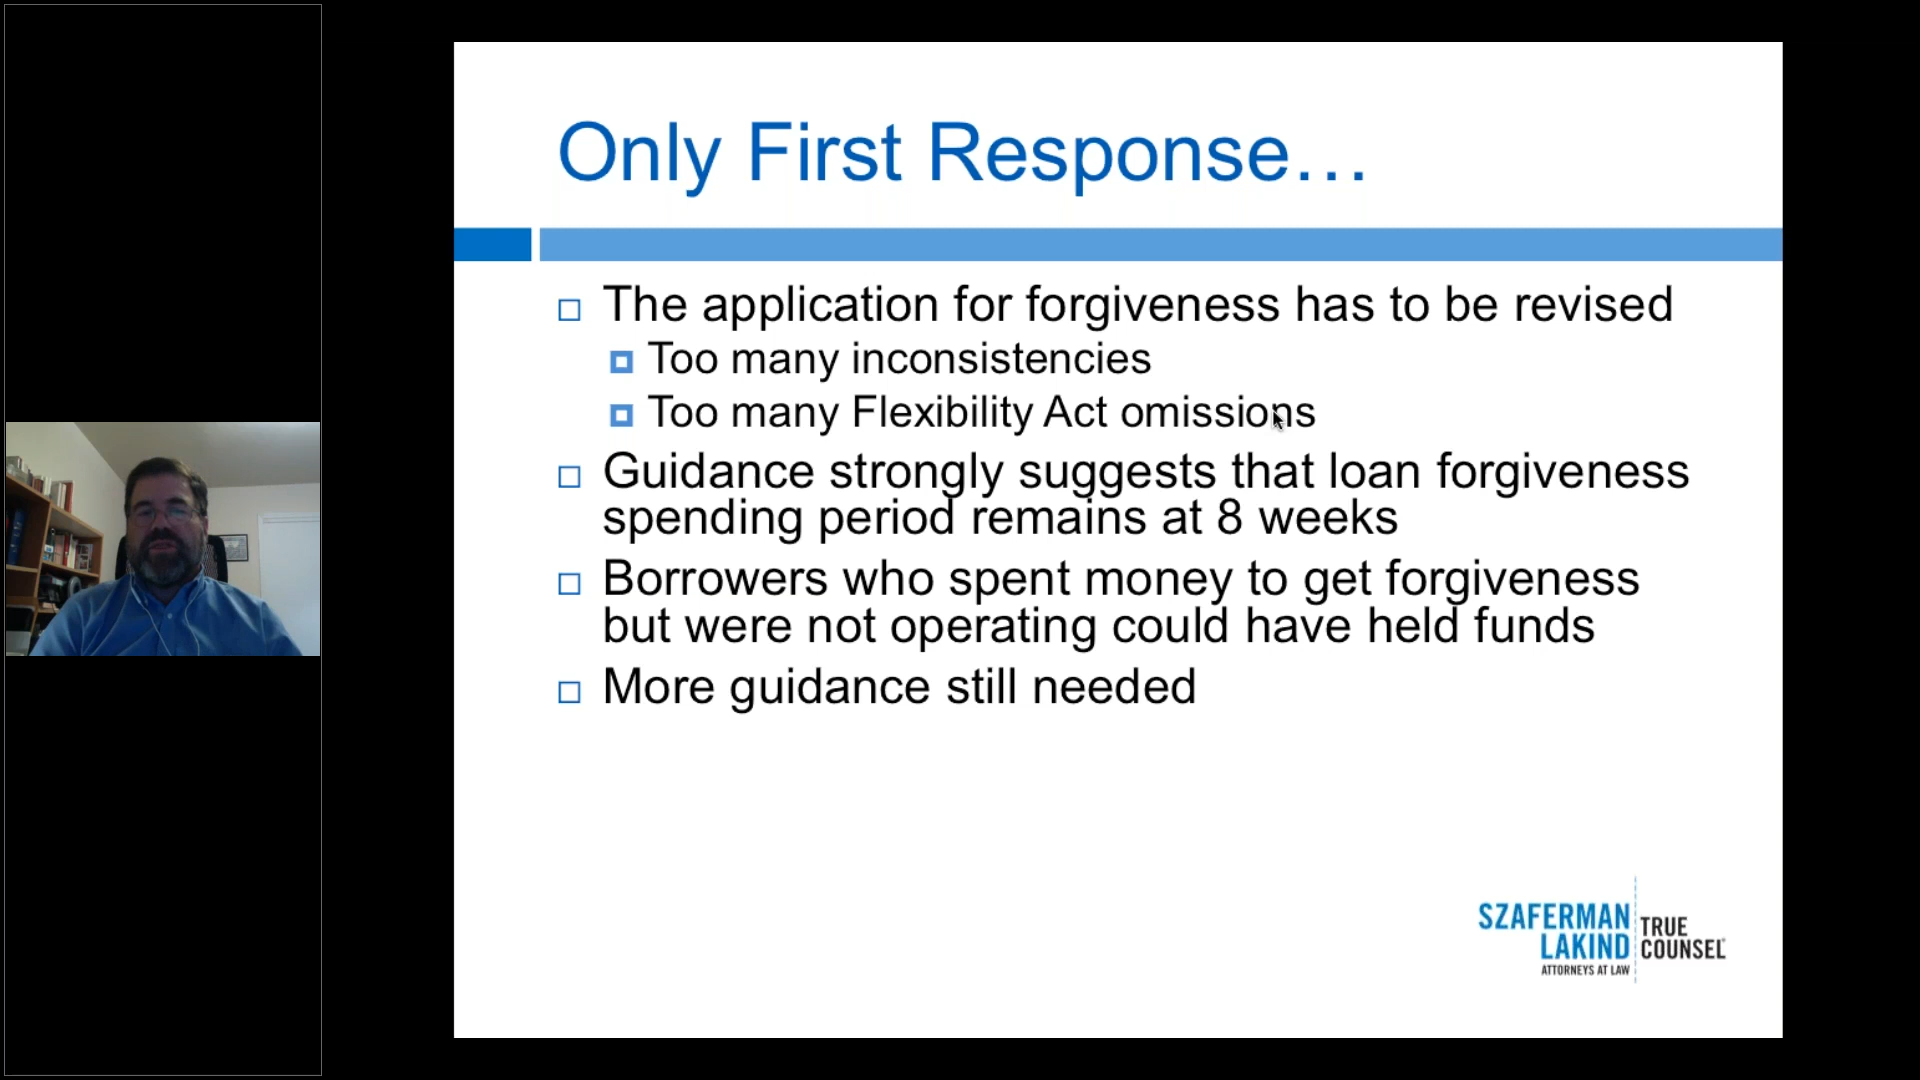 Only First Response…
The application for forgiveness has to be revised
Too many inconsistencies
Too many Flexibility Act omissions
Guidance strongly suggests that loan forgiveness
spending period remains at 8 weeks
Borrowers who spent money to get forgiveness
but were not operating could have held funds
More guidance still needed
SZAFERMAN
LAKIND
ATTORNEYS AT LAW
TRUE
COUNSEL